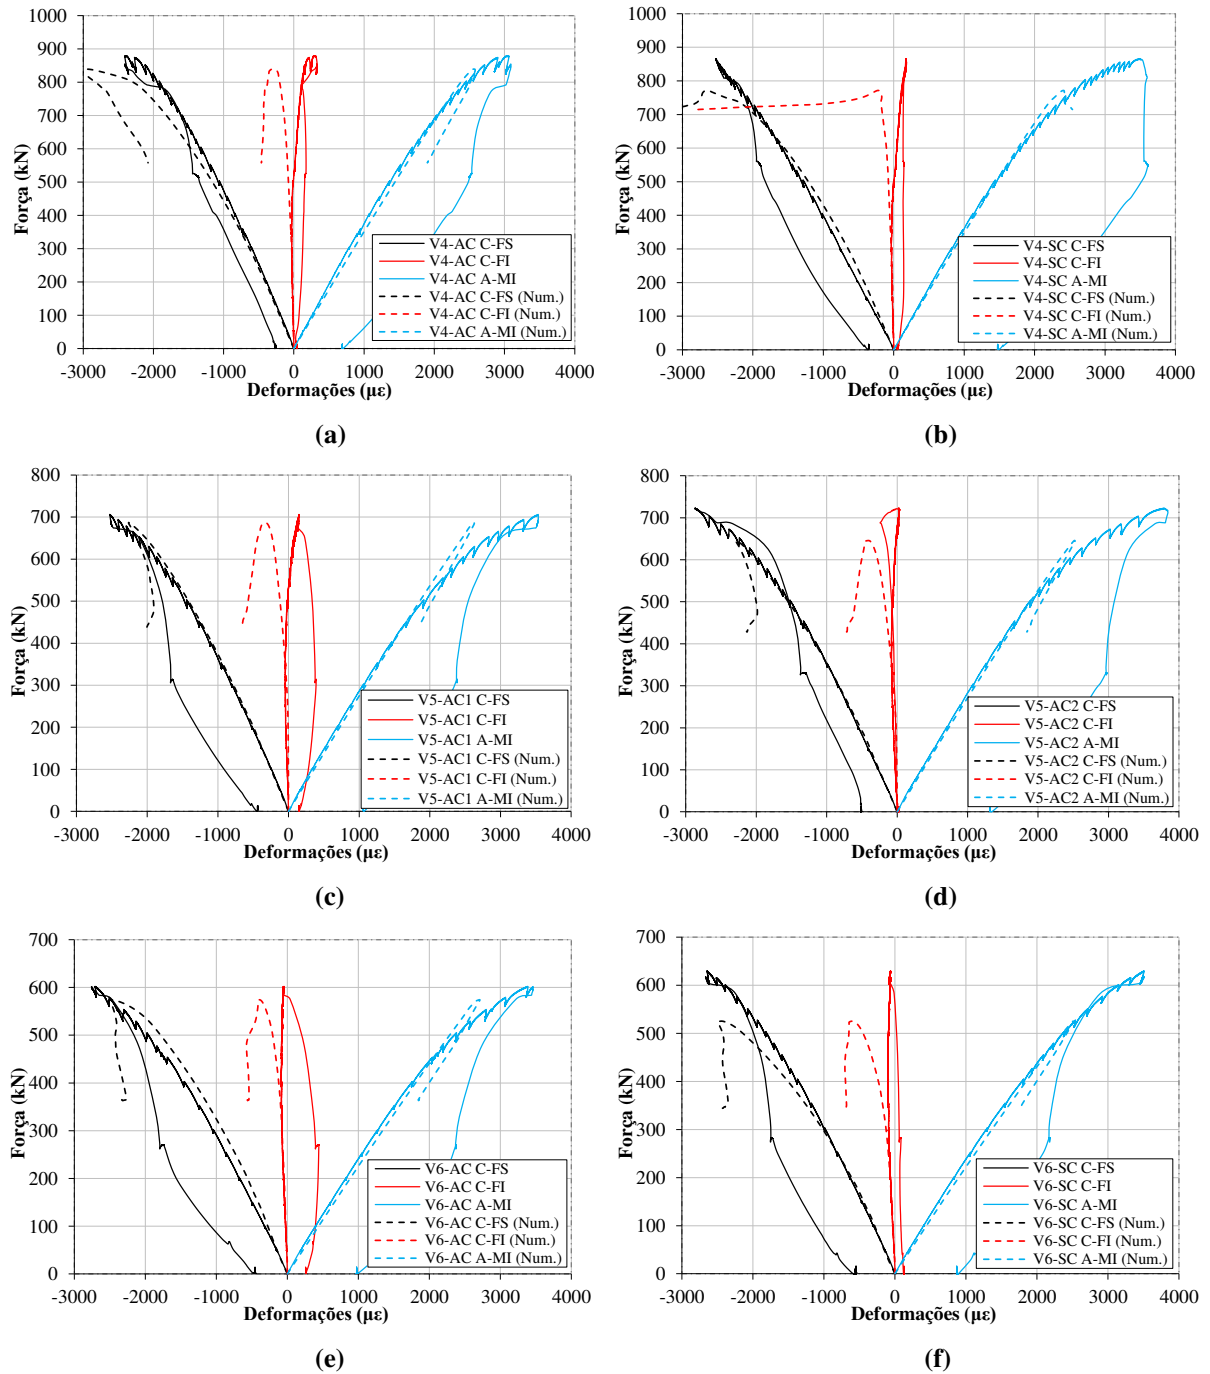 1000
900
800
700
600
500
400
300
200
100
0
Força (kN)
-3000 -2000 -1000 0 1000 2000 3000 4000
Deformações (με)
V4-AC C-FS
V4-AC C-FI
V4-AC A-MI
V4-AC C-FS (Num.)
V4-AC C-FI (Num.)
V4-AC A-MI (Num.)
(a)
1000
900
800
700
600
500
400
300
200
100
0
Força (kN)
-3000 -2000 -1000 0 1000 2000 3000 4000
Deformações (με)
V4-SC C-FS
V4-SC C-FI
V4-SC A-MI
V4-SC C-FS (Num.)
V4-SC C-FI (Num.)
V4-SC A-MI (Num.)
(b)
800
700
600
500
400
300
200
100
0
Força (kN)
-3000 -2000 -1000 0 1000 2000 3000 4000
Deformações (με)
V5-AC1 C-FS
V5-AC1 C-FI
V5-AC1 A-MI
V5-AC1 C-FS (Num.)
V5-AC1 C-FI (Num.)
V5-AC1 A-MI (Num.)
(c)
800
700
600
500
400
300
200
100
0
Força (kN)
-3000 -2000 -1000 0 1000 2000 3000 4000
Deformações (με)
V5-AC2 C-FS
V5-AC2 C-FI
V5-AC2 A-MI
V5-AC2 C-FS (Num.)
V5-AC2 C-FI (Num.)
V5-AC2 A-MI (Num.)
(d)
700
600
500
400
300
200
100
0
Força (kN)
-3000 -2000 -1000 0 1000 2000 3000 4000
Deformações (με)
V6-AC C-FS
V6-AC C-FI
V6-AC A-MI
V6-AC C-FS (Num.)
V6-AC C-FI (Num.)
V6-AC A-MI (Num.)
(e)
700
600
500
400
300
200
100
0
Força (kN)
-3000 -2000 -1000 0 1000 2000 3000 4000
Deformações (με)
V6-SC C-FS
V6-SC C-FI
V6-SC A-MI
V6-SC C-FS (Num.)
V6-SC C-FI (Num.)
V6-SC A-MI (Num.)
(f)